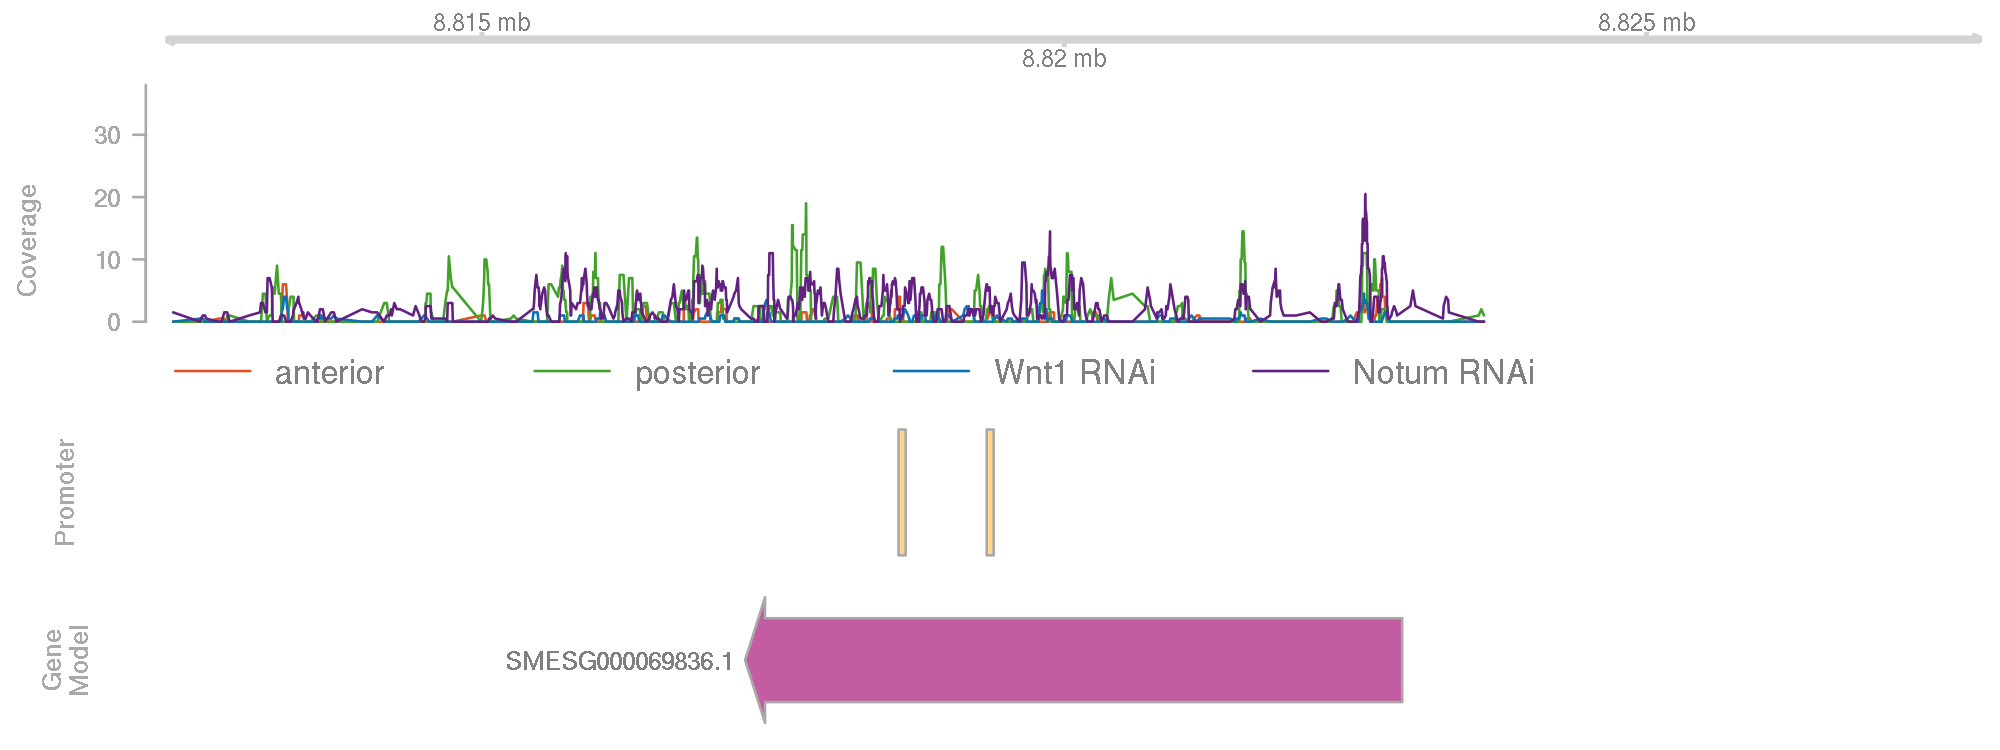 8.815 mb
8.825 mb
8.82 mb
30
20
10
0
Coverage
anterior posterior Wnt1 RNAi Notum RNAi
Promoter
Gene
Model
SMESG000069836.1